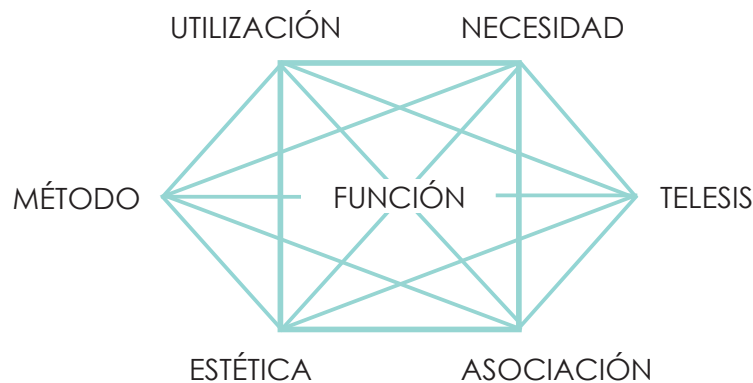 UTILIZACIÓN NECESIDAD
MÉTODO FUNCIÓN TELESIS
ESTÉTICA ASOCIACIÓN